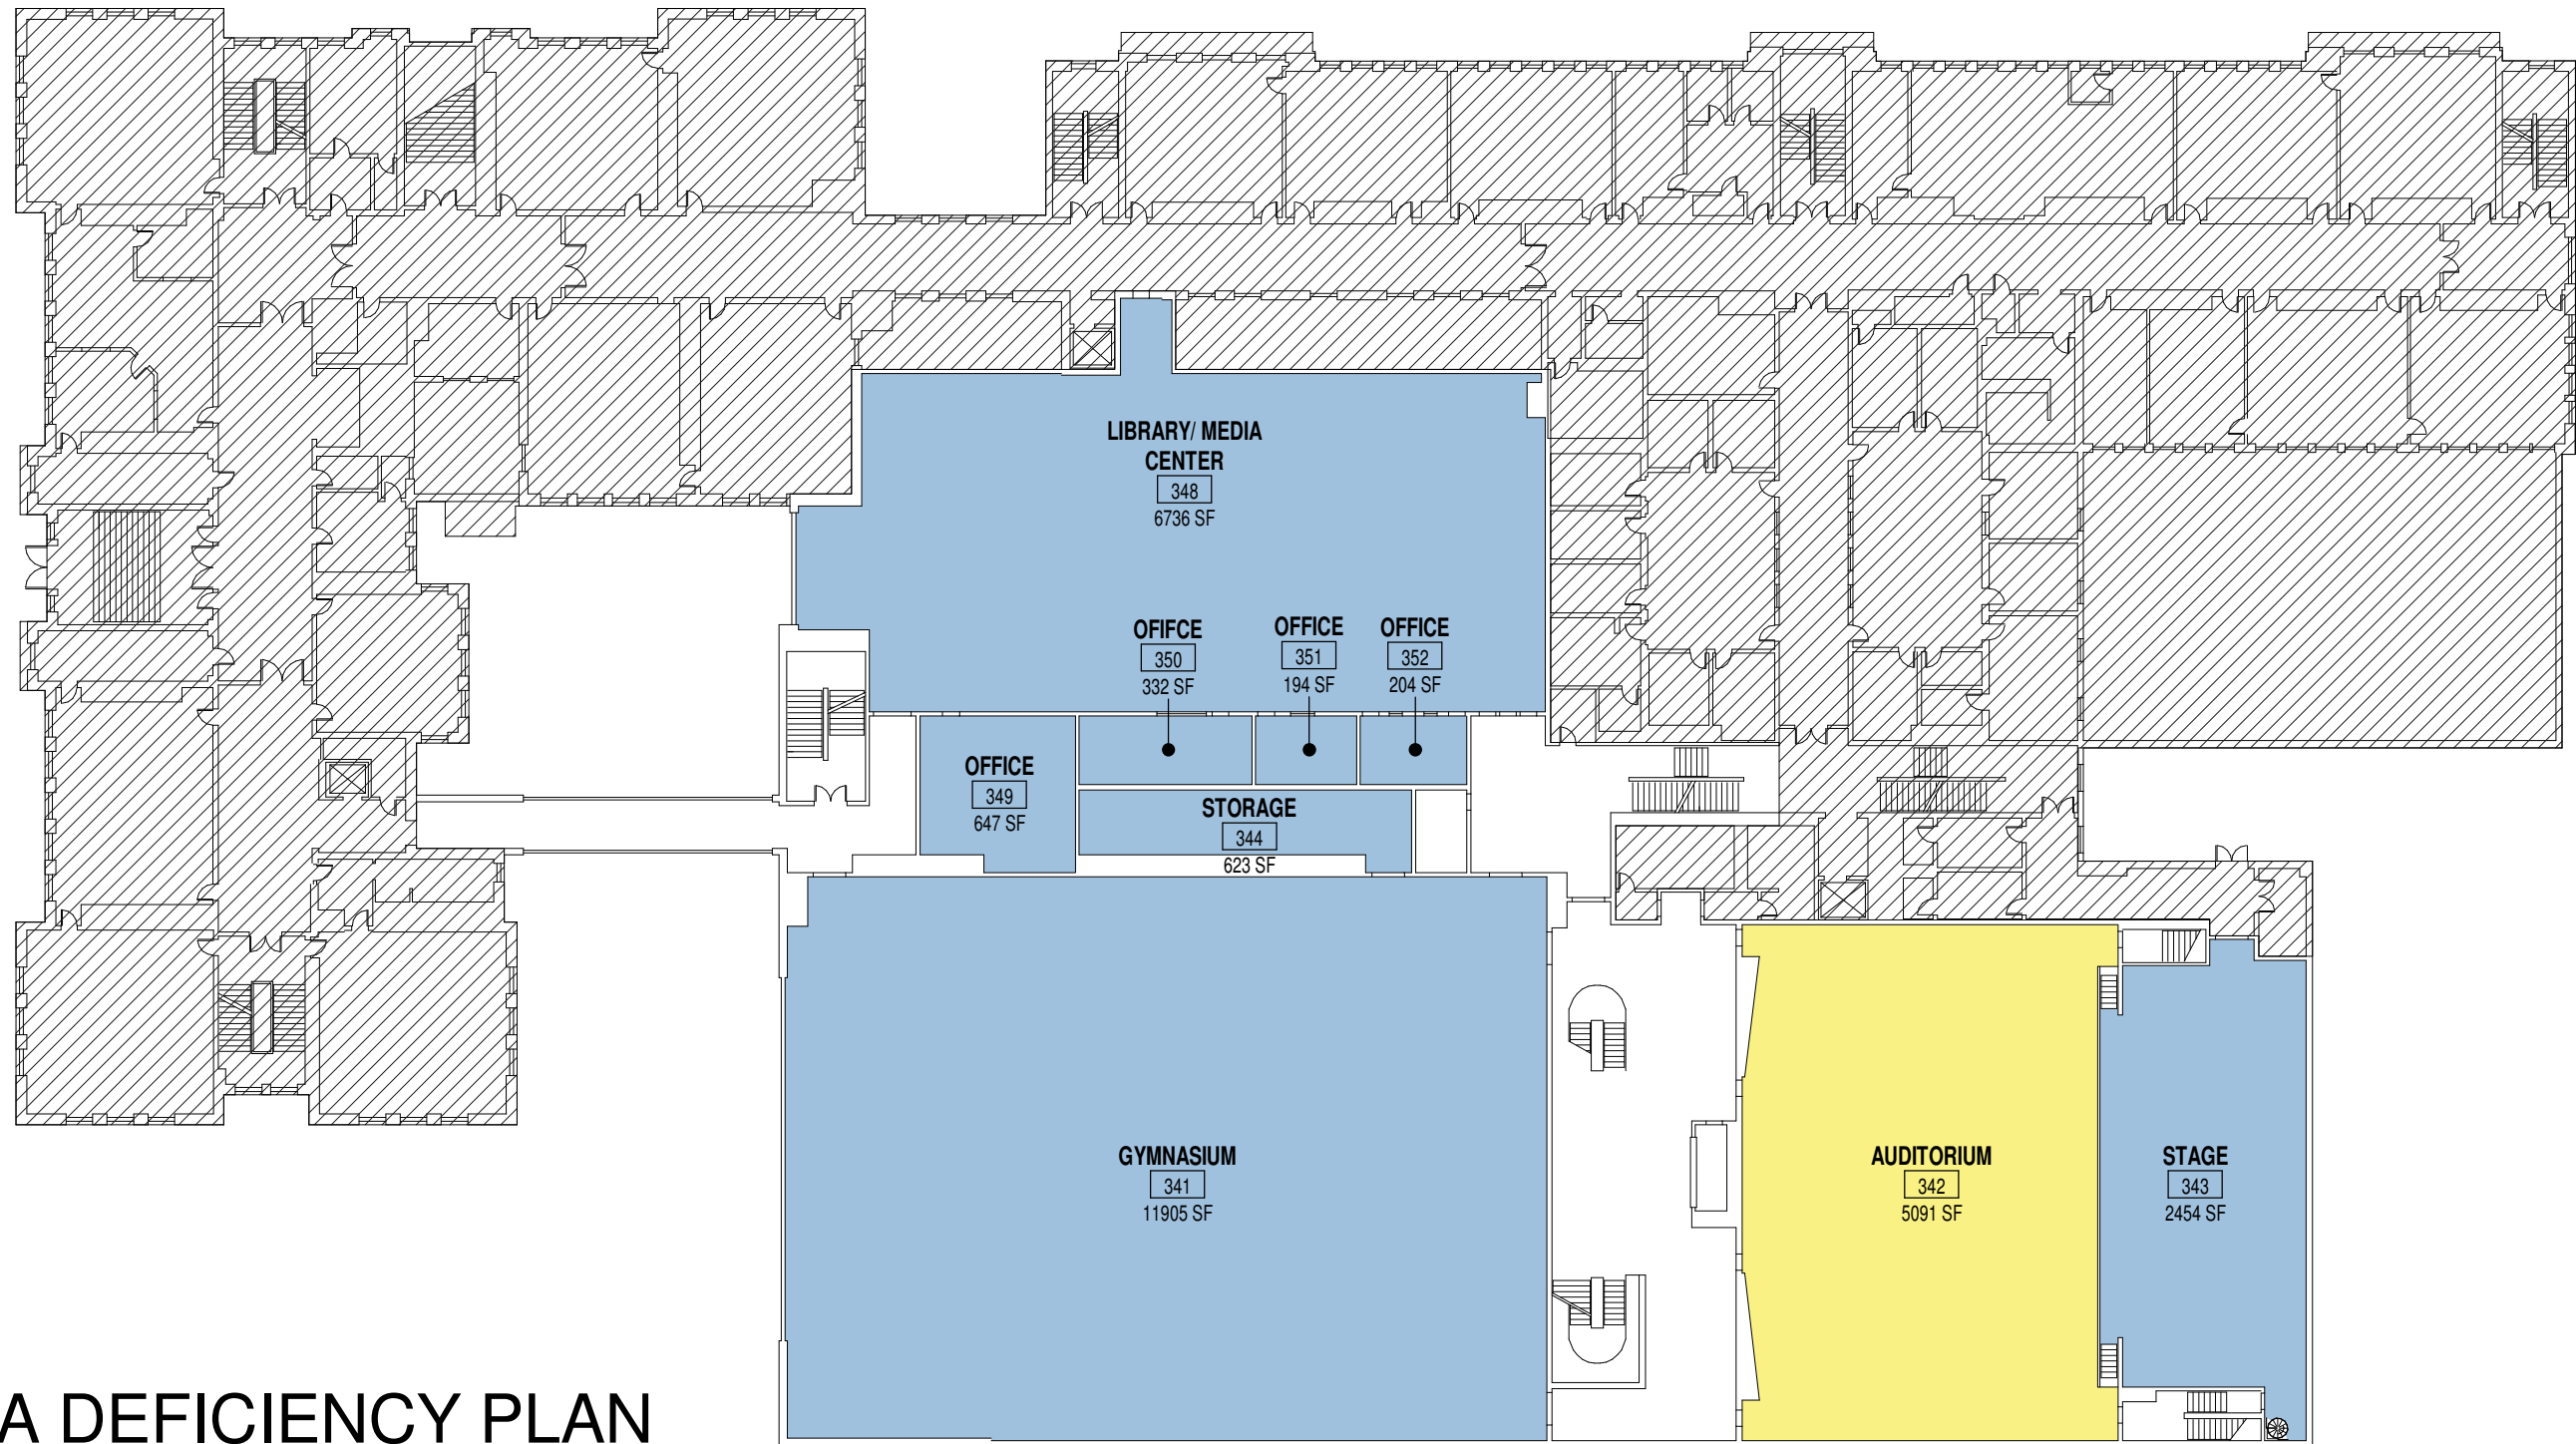 LIBRARY/ MEDIA
CENTER
348
6736 SF
OFIFCE
350
332 SF
OFFICE
351
194 SF
OFFICE
352
204 SF
OFFICE
349
647 SF
STORAGE
344
623 SF
GYMNASIUM
341
11905 SF
AUDITORIUM
342
5091 SF
STAGE
343
2454 SF
A DEFICIENCY PLAN